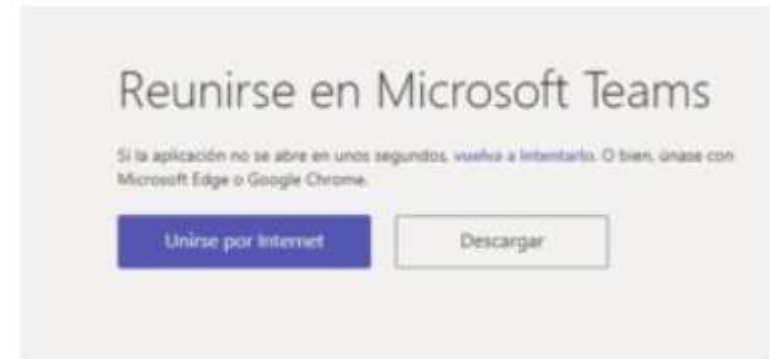 Reunirse en Microsoft Teams
Si la aplicación no se abre en unos segundos, vuelva a intentarlo. O bien, únase con
Microsoft Edge o Google Chrome.
Unirse por Internet
Descargar